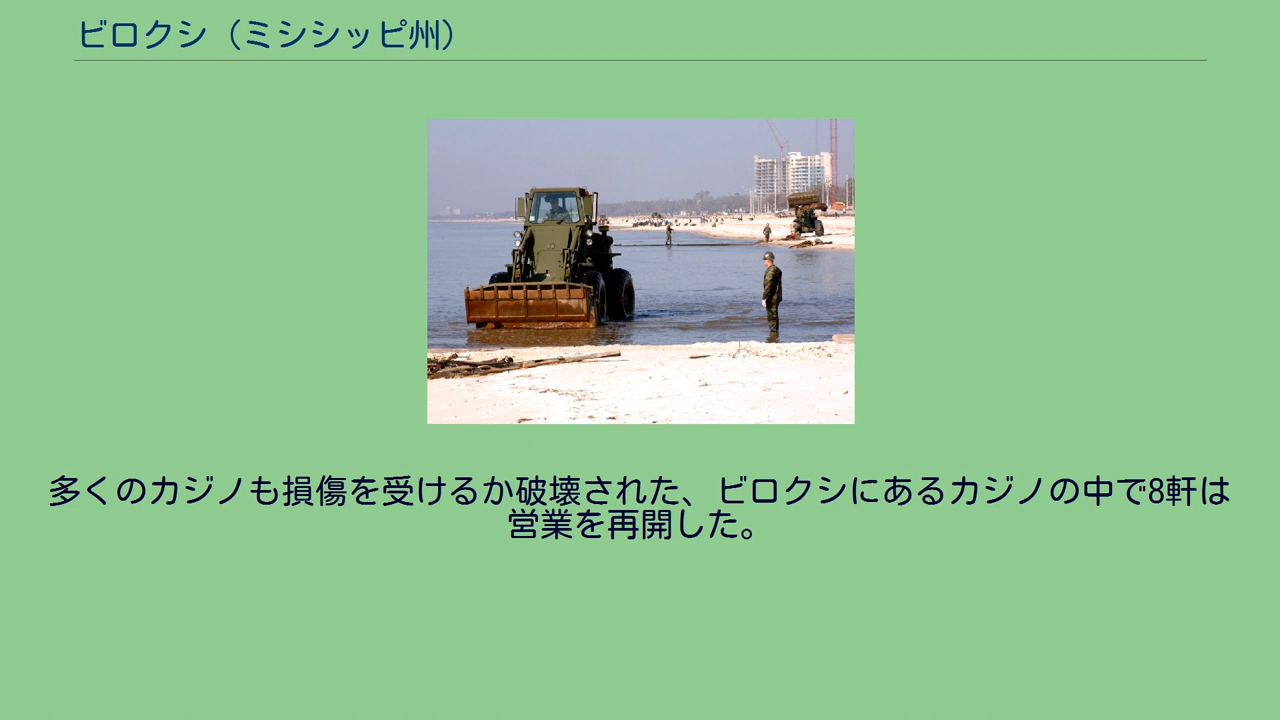 ビロクシ（ミシシッピ州）
多くのカジノも損傷を受けるか破壊された、ビロクシにあるカジノの中で8軒は
営業を再開した。